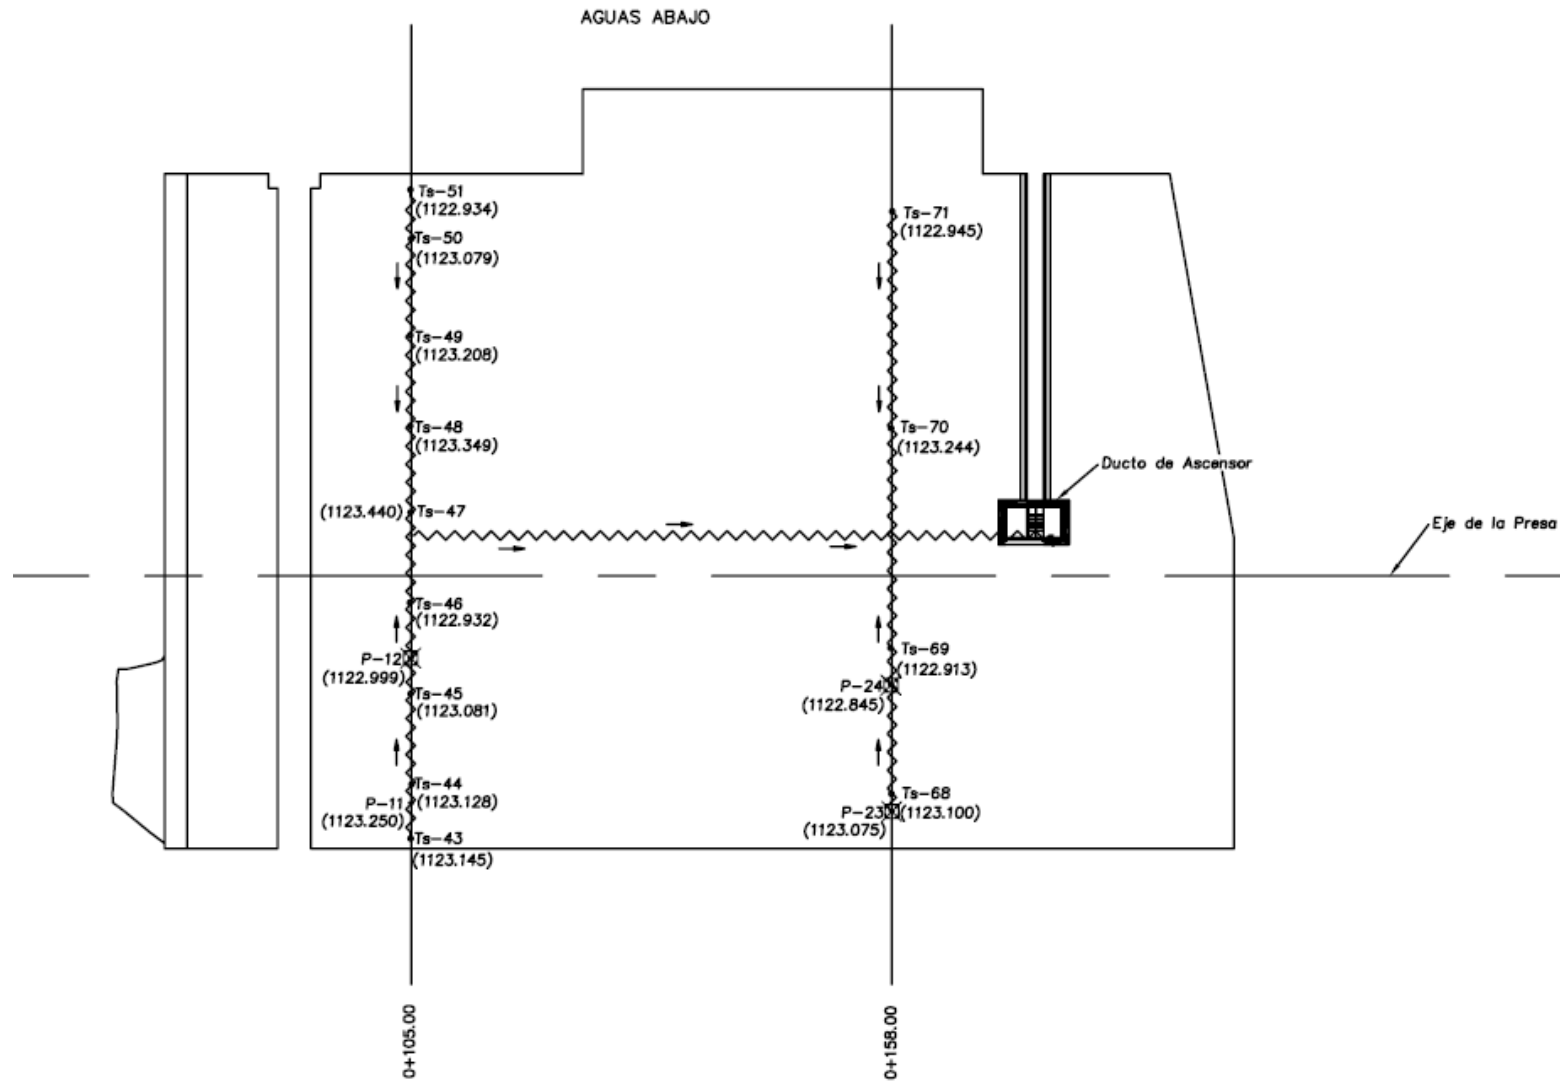 AGUAS ABAJO
Ts-51
(1122.934)
Ts-50
(1123.079)
Ts-49
(1123.208)
Ts-48
(1123.349)
(1123.440) Ts-47
Ts-46
(1122.932)
P-12
(1122.999)
Ts-45
(1123.081)
Ts-44
P-11 (1123.128)
(1123.250)
Ts-43
(1123.145)
Ts-71
(1122.945)
Ts-70
(1123.244)
Ducto de Ascensor
Eje de la Presa
Ts-69
(1122.913)
P-24
(1122.845)
Ts-68
P-23 (1123.100)
(1123.075)
0+105.00
0+158.00